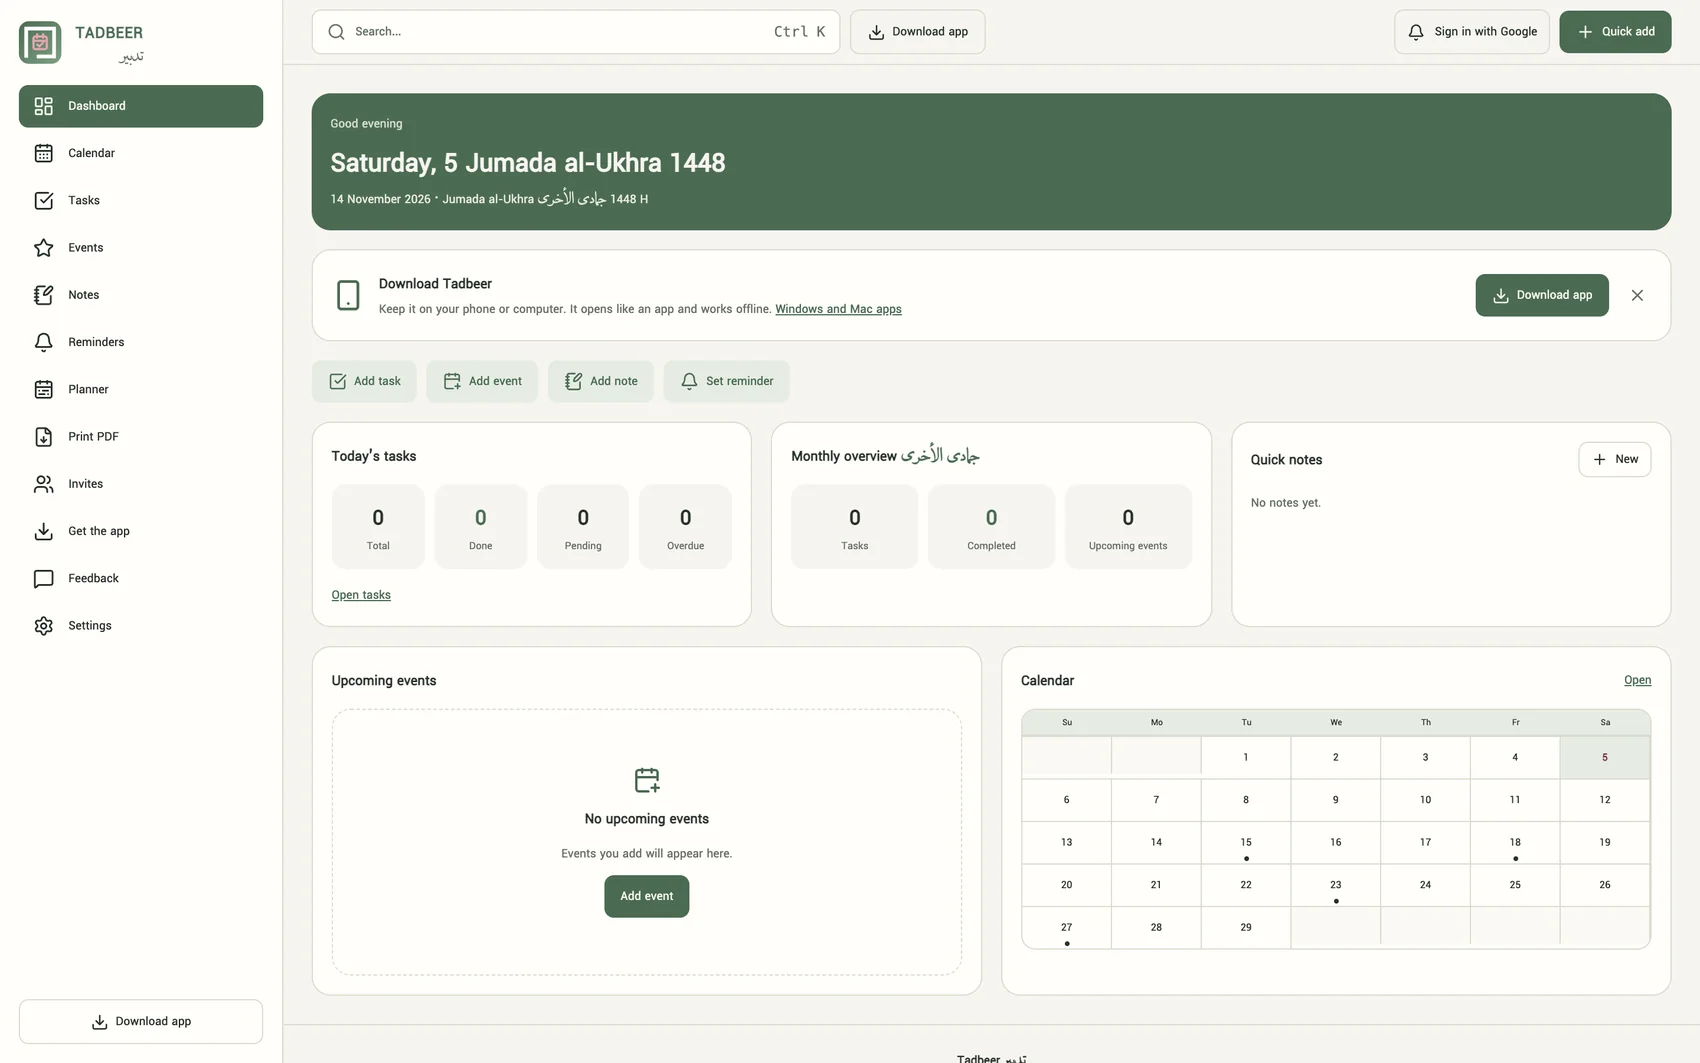 TADBEER
تدبير
Dashboard
Calendar
Tasks
Events
Notes
Reminders
Planner
Print PDF
Invites
Get the app
Feedback
Settings
Download app
Search...
Ctrl K
Download app
Sign in with Google
Quick add
Good evening
Saturday, 5 Jumada al-Ukhra 1448
14 November 2026 · Jumada al-Ukhra جمادى الأخرى 1448 H
Download Tadbeer
Keep it on your phone or computer. It opens like an app and works offline. Windows and Mac apps
Download app
Add task
Add event
Add note
Set reminder
Today's tasks
0 0 0 0
Total Done Pending Overdue
Open tasks
Monthly overview جمادى الأخرى
0 0 0
Tasks Completed Upcoming events
Quick notes
New
No notes yet.
Upcoming events
No upcoming events
Events you add will appear here.
Add event
Calendar
Open
Su Mo Tu We Th Fr Sa
1 2 3 4 5
6 7 8 9 10 11 12
13 14 15 16 17 18 19
20 21 22 23 24 25 26
27 28 29
Tadbeer تدبير